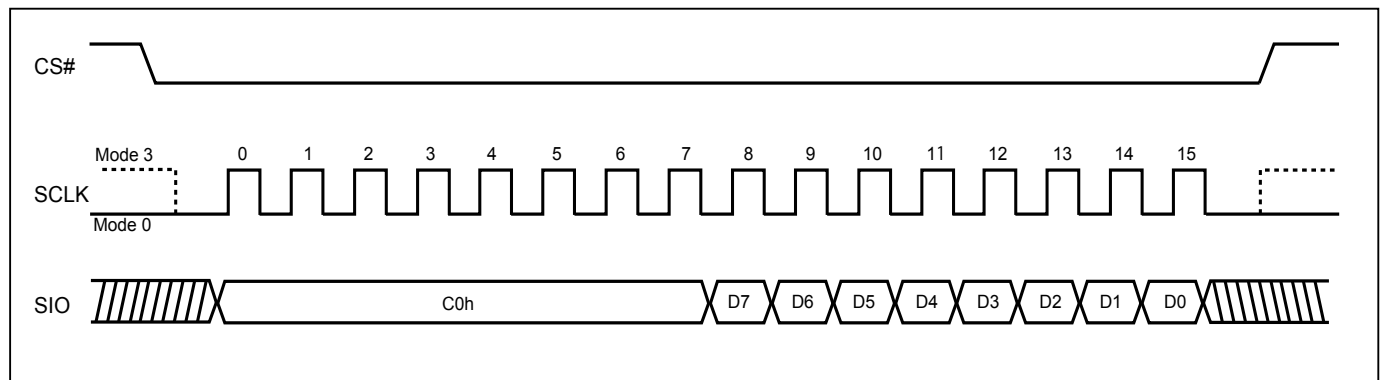 CS#
Mode 3
0 1 2 3 4 5 6 7 8 9 10 11 12 13 14 15
SCLK
Mode 0
SIO
C0h D7 D6 D5 D4 D3 D2 D1 D0